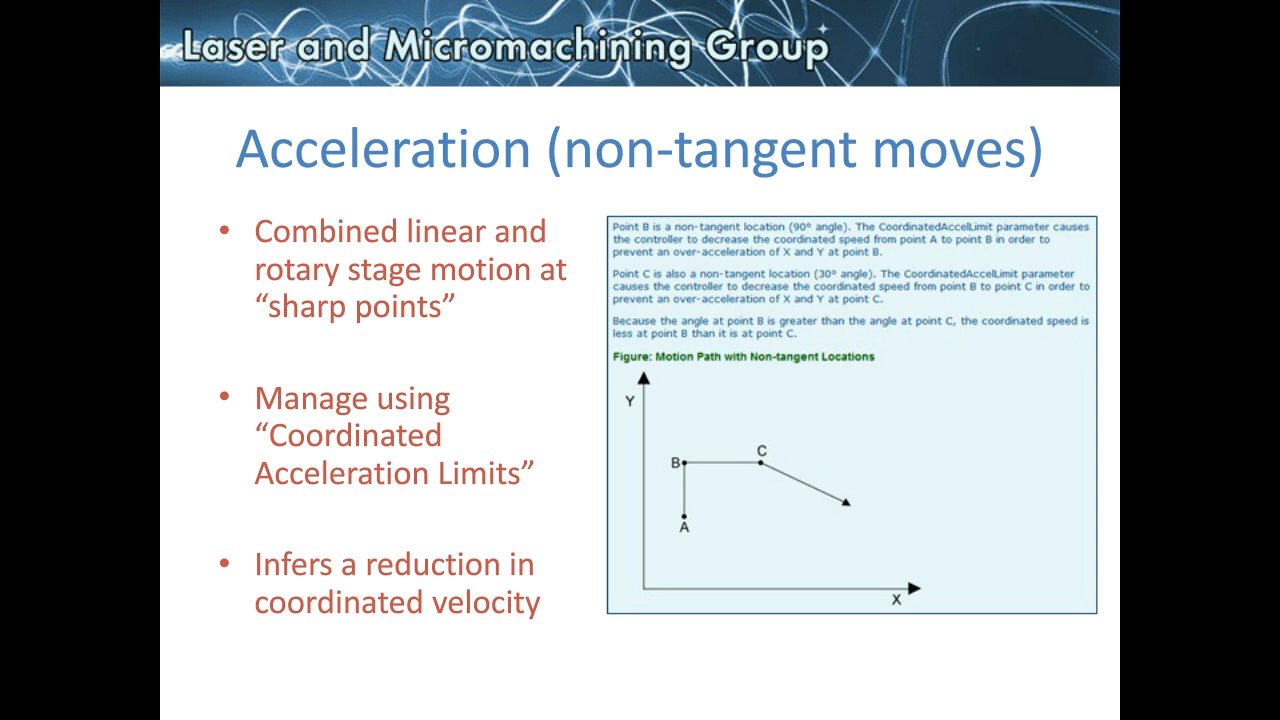 Laser and Micromachining Group
Acceleration (non-tangent moves)
• Combined linear and
rotary stage motion at
“sharp points”
• Manage using
“Coordinated
Acceleration Limits”
• Infers a reduction in
coordinated velocity
Point B is a non-tangent location (90° angle). The CoordinatedAccelLimit parameter causes
the controller to decrease the coordinated speed from point A to point B in order to
prevent an over-acceleration of X and Y at point B.
Point C is also a non-tangent location (30° angle). The CoordinatedAccelLimit parameter
causes the controller to decrease the coordinated speed from point B to point C in order to
prevent an over-acceleration of X and Y at point C.
Because the angle at point B is greater than the angle at point C, the coordinated speed is
less at point B than it is at point C.
Figure: Motion Path with Non-tangent Locations
Y
C
B
A
X